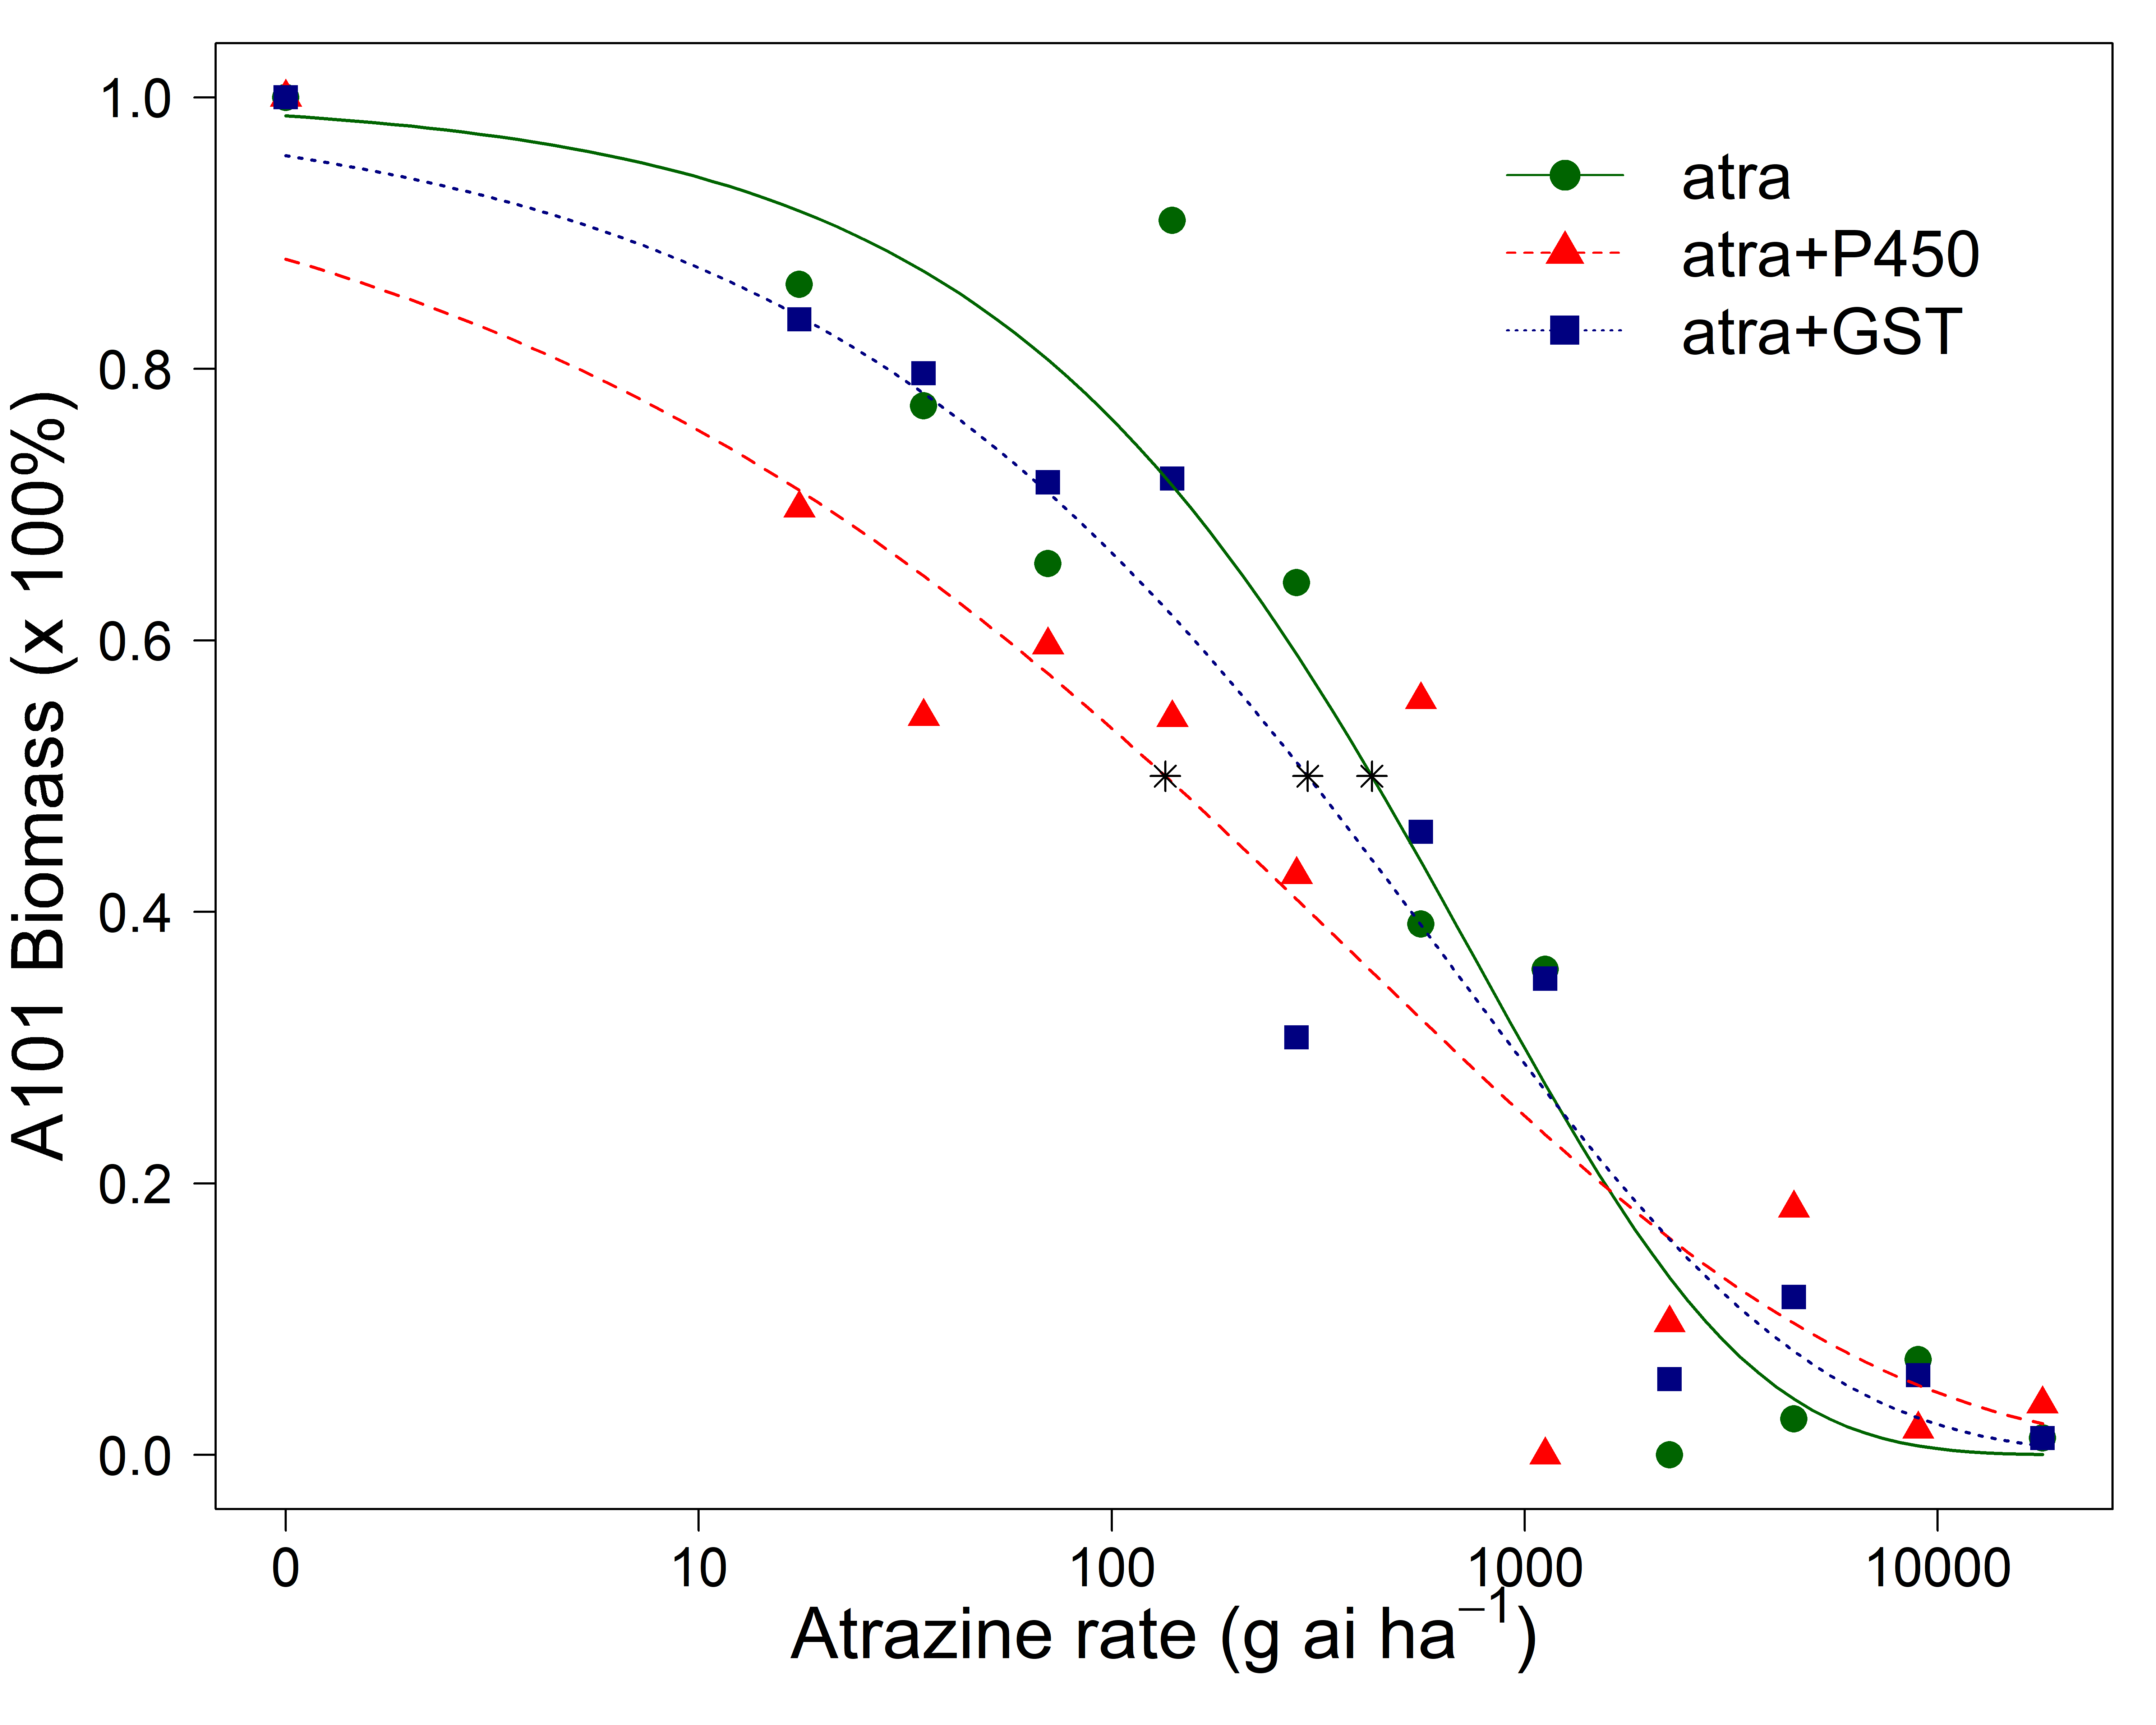 A101 Biomass (x 100%)
1.0
0.8
0.6
0.4
0.2
0.0
atra
atra+P450
atra+GST
0 10 100 1000 10000
Atrazine rate (g ai ha⁻¹)